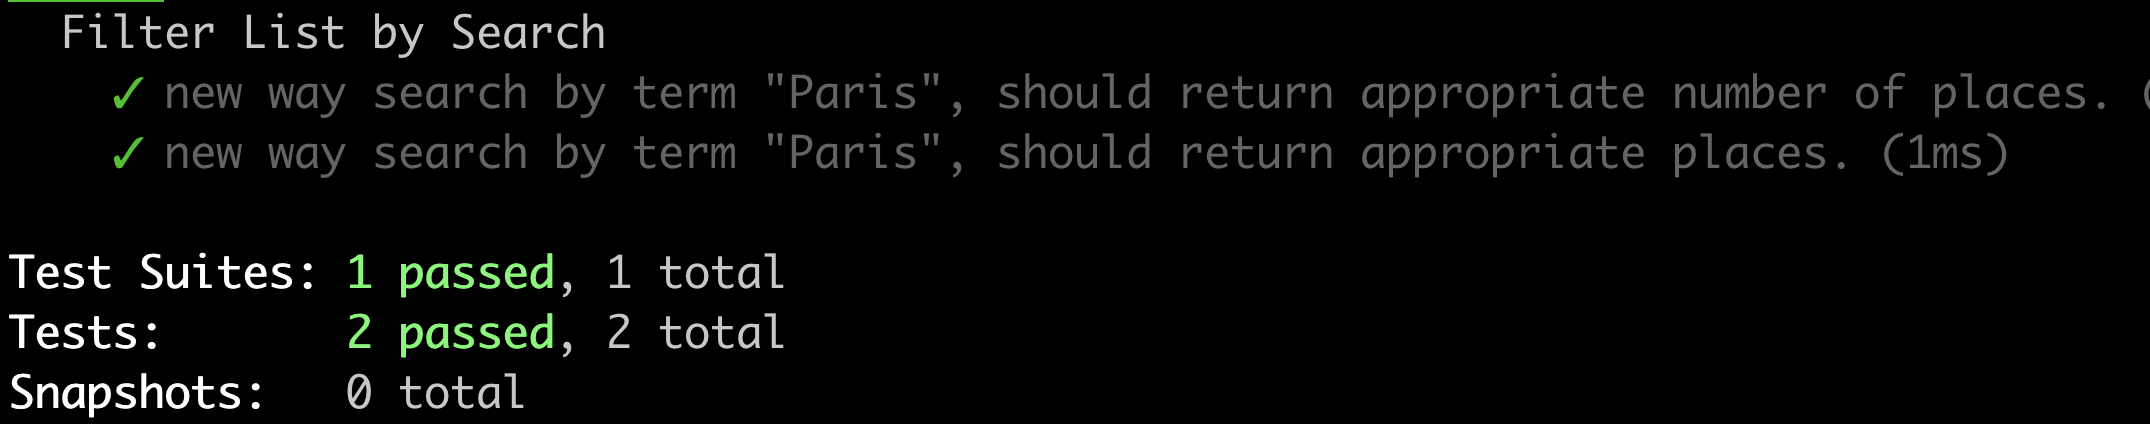 Filter List by Search
✓ new way search by term "Paris", should return appropriate number of places. (
✓ new way search by term "Paris", should return appropriate places. (1ms)
Test Suites: 1 passed, 1 total
Tests: 2 passed, 2 total
Snapshots: 0 total